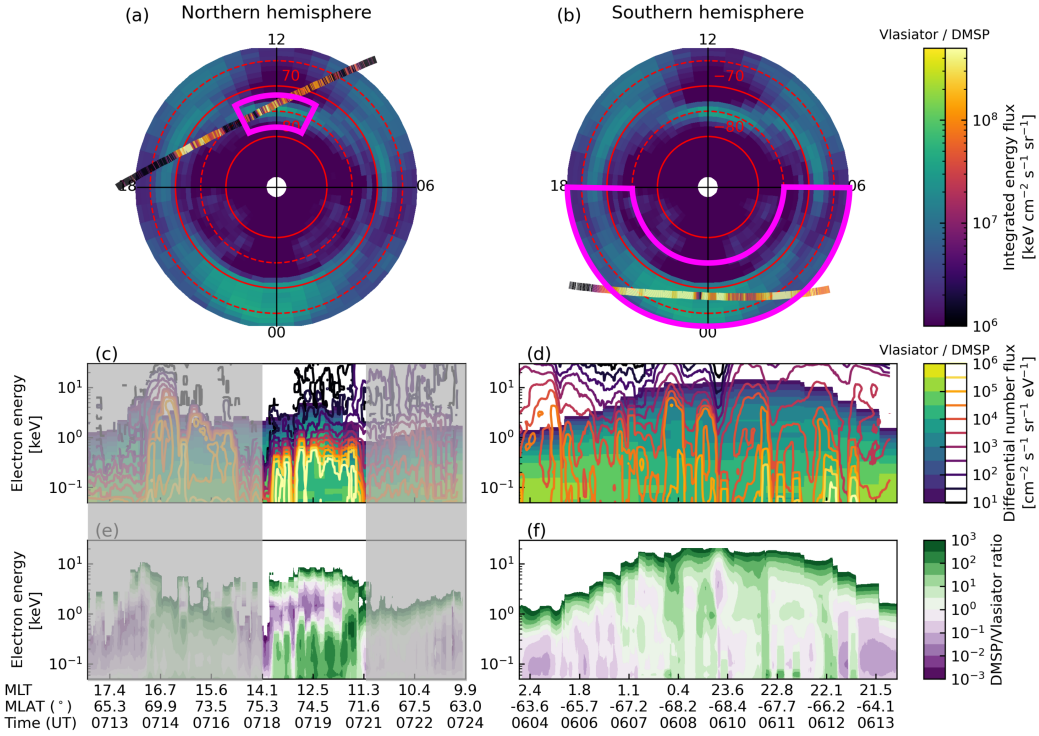 (a) Northern hemisphere
(b) Southern hemisphere
Vlasiator / DMSP
12
12
70
−70
−80
18
06
18
06
00
00
10⁸
10⁷
10⁶
Integrated energy flux
[keV cm⁻² s⁻¹ sr⁻¹]
(c)
(d)
Vlasiator / DMSP
Electron energy
[keV]
10¹
10⁰
10⁻¹
10¹
10⁰
10⁻¹
10⁶
10⁵
10⁴
10³
10²
10¹
Differential number flux
[cm⁻² s⁻¹ sr⁻¹ eV⁻¹]
(e)
(f)
Electron energy
[keV]
10¹
10⁰
10⁻¹
10¹
10⁰
10⁻¹
10³
10²
10¹
10⁰
10⁻¹
10⁻²
10⁻³
DMSP/Vlasiator ratio
MLT 17.4 16.7 15.6 14.1 12.5 11.3 10.4 9.9 2.4 1.8 1.1 0.4 23.6 22.8 22.1 21.5
MLAT (°) 65.3 69.9 73.5 75.3 74.5 71.6 67.5 63.0 -63.6 -65.7 -67.2 -68.2 -68.4 -67.7 -66.2 -64.1
Time (UT) 0713 0714 0716 0718 0719 0721 0722 0724 0604 0606 0607 0608 0610 0611 0612 0613